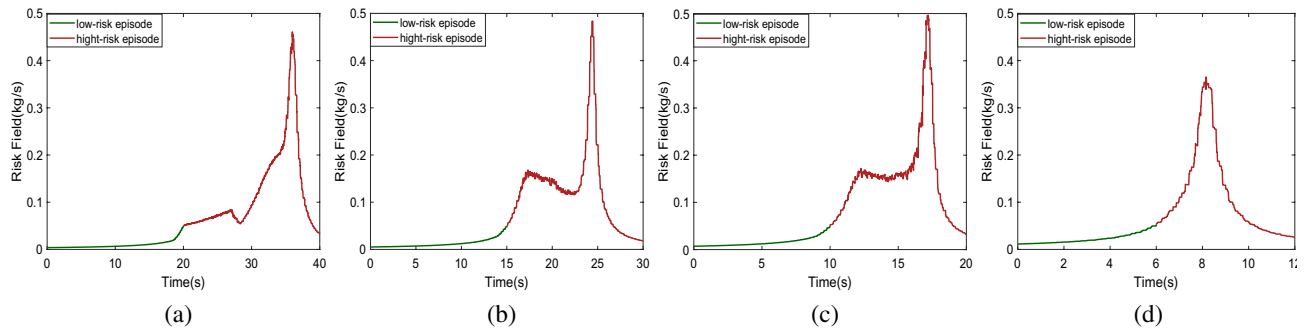 low-risk episode
hight-risk episode
Risk Field(kg/s)
0.5
0.4
0.3
0.2
0.1
0
0 10 20 30 40
Time(s)
(a)
low-risk episode
hight-risk episode
Risk Field(kg/s)
0.5
0.4
0.3
0.2
0.1
0
0 5 10 15 20 25 30
Time(s)
(b)
low-risk episode
hight-risk episode
Risk Field(kg/s)
0.5
0.4
0.3
0.2
0.1
0
0 5 10 15 20
Time(s)
(c)
low-risk episode
hight-risk episode
Risk Field(kg/s)
0.5
0.4
0.3
0.2
0.1
0
0 2 4 6 8 10 12
Time(s)
(d)